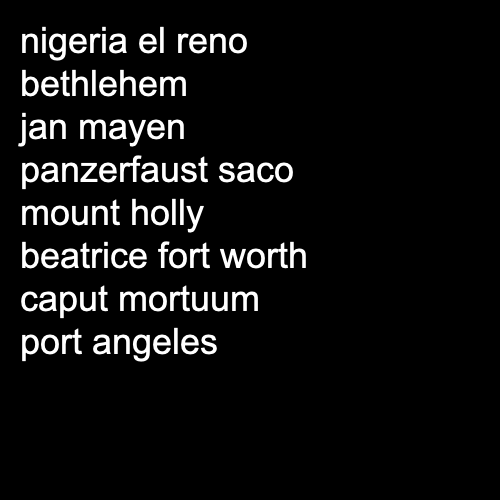 nigeria el reno
bethlehem
jan mayen
panzerfaust saco
mount holly
beatrice fort worth
caput mortuum
port angeles